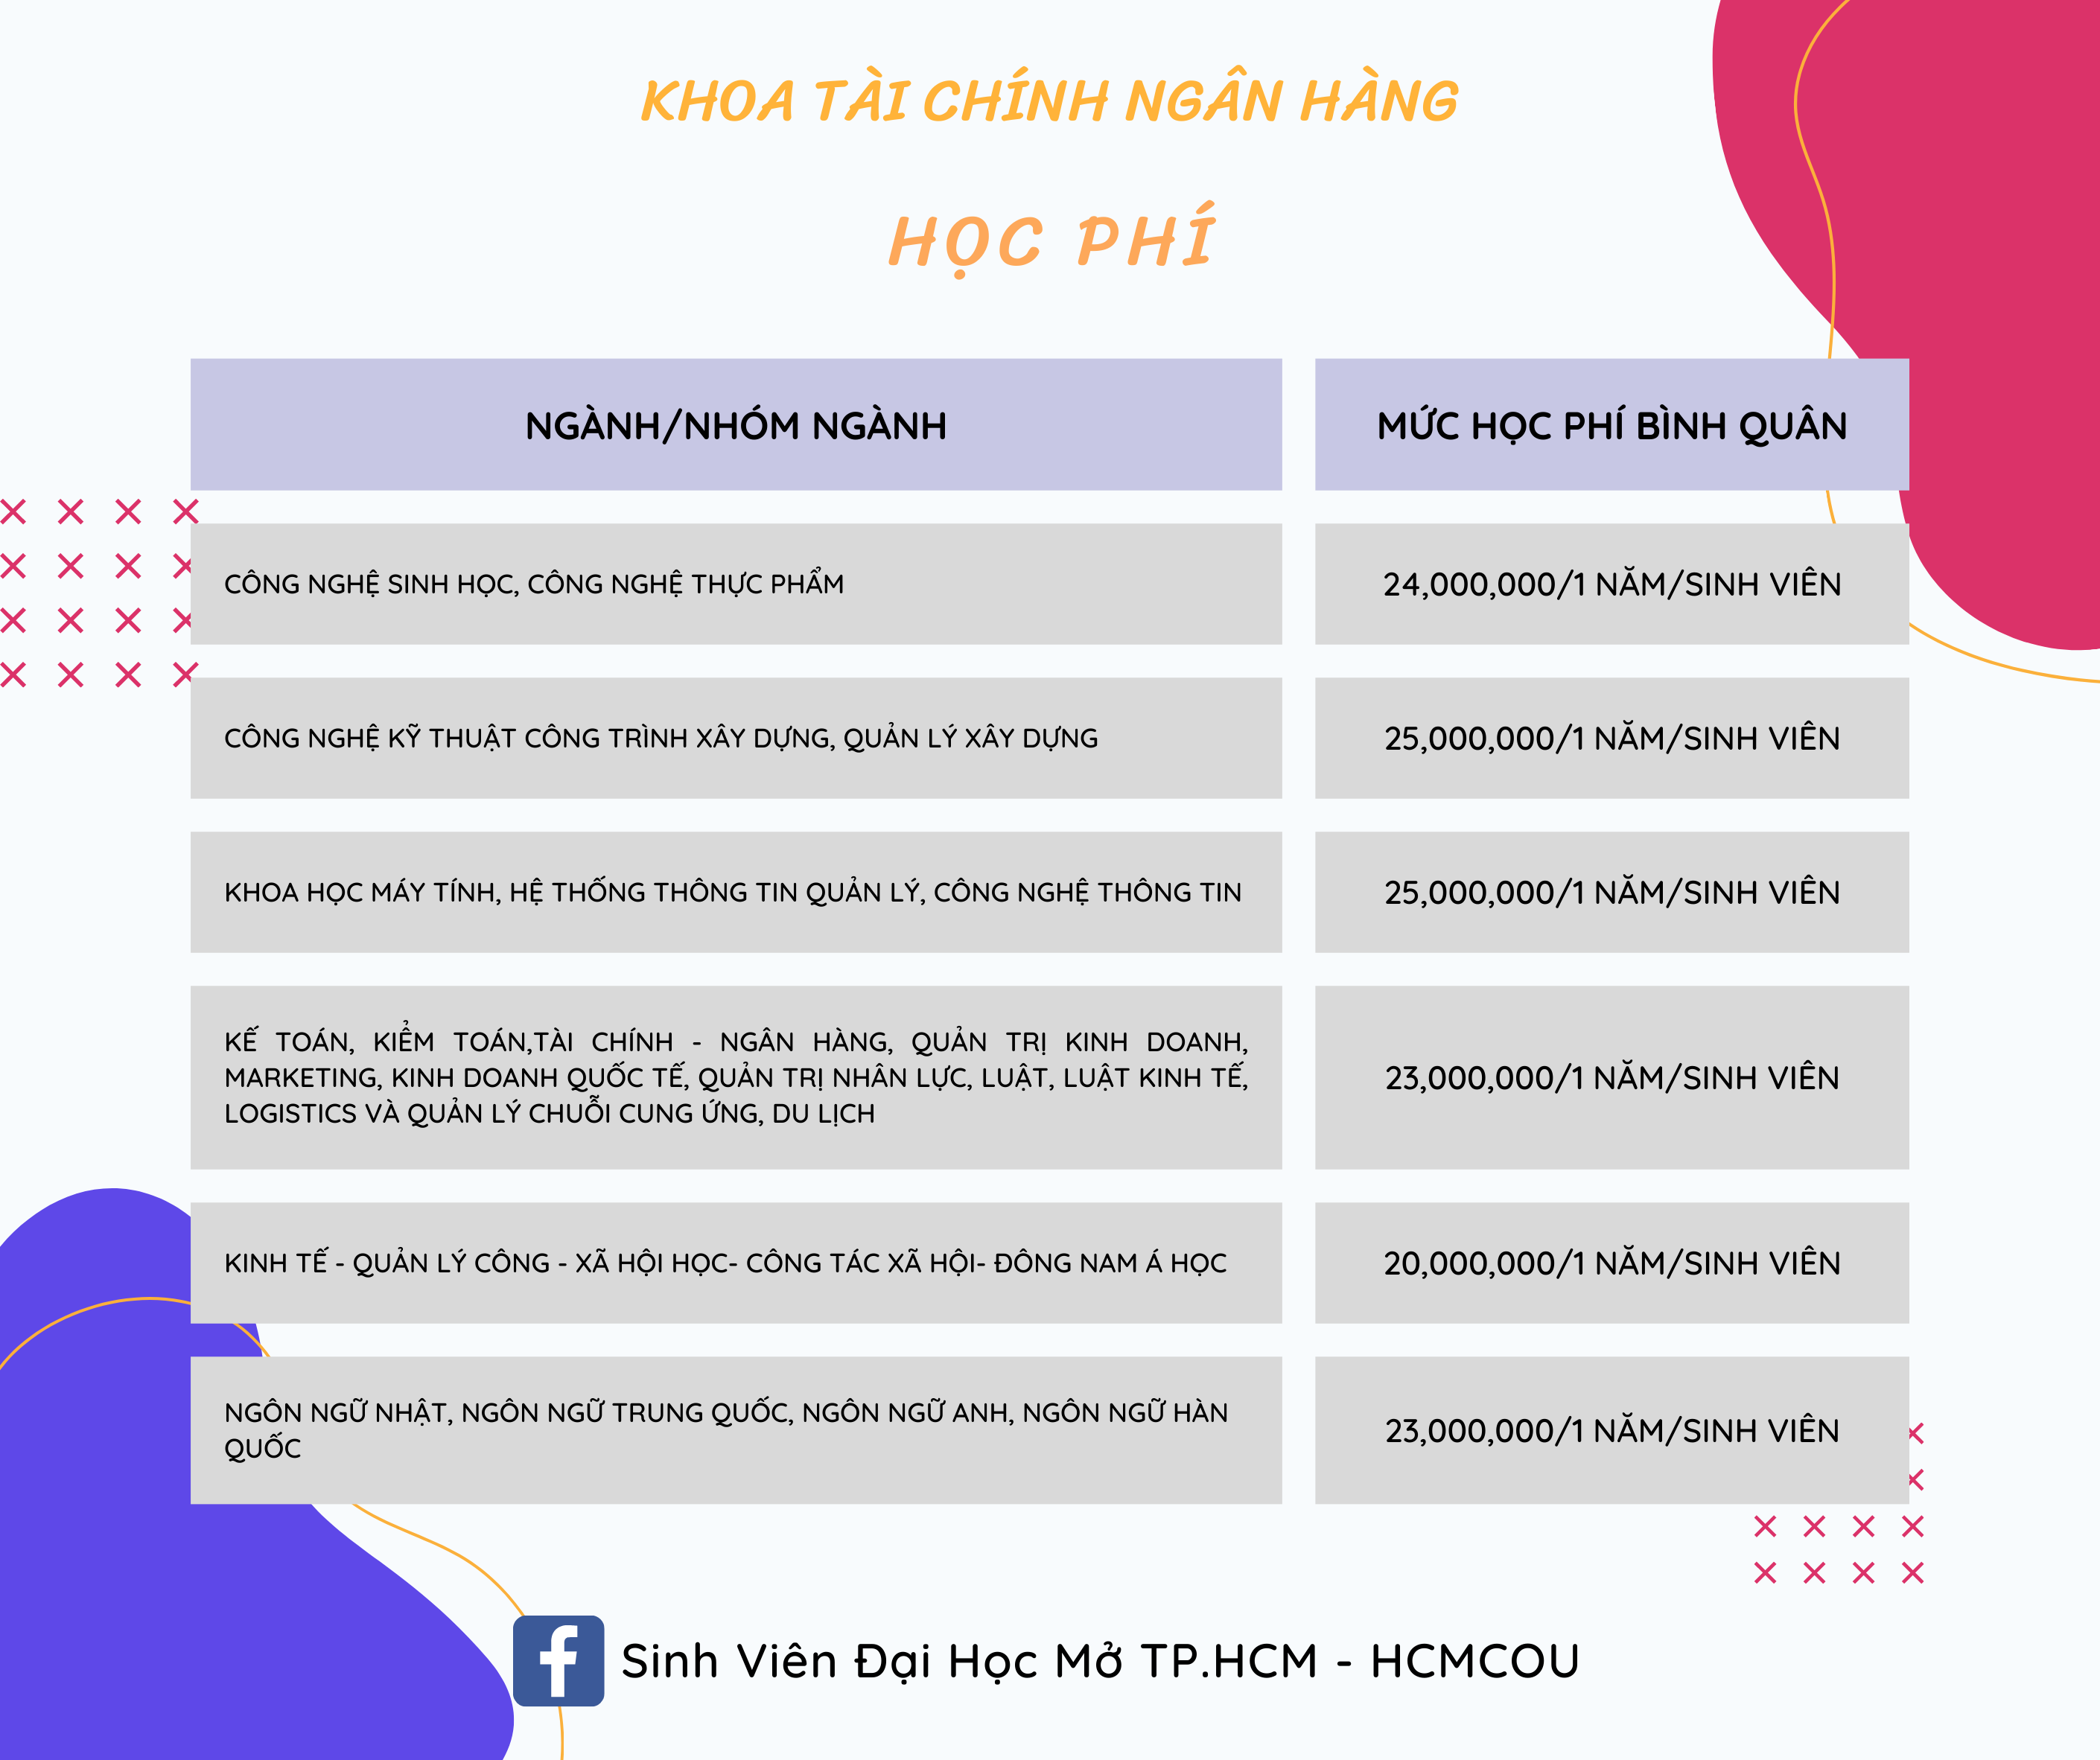 KHOA TÀI CHÍNH NGÂN HÀNG
HỌC PHÍ
NGÀNH/NHÓM NGÀNH
MỨC HỌC PHÍ BÌNH QUÂN
CÔNG NGHỆ SINH HỌC, CÔNG NGHỆ THỰC PHẨM
24,000,000/1 NĂM/SINH VIÊN
CÔNG NGHỆ KỸ THUẬT CÔNG TRÌNH XÂY DỰNG, QUẢN LÝ XÂY DỰNG
25,000,000/1 NĂM/SINH VIÊN
KHOA HỌC MÁY TÍNH, HỆ THỐNG THÔNG TIN QUẢN LÝ, CÔNG NGHỆ THÔNG TIN
25,000,000/1 NĂM/SINH VIÊN
KẾ TOÁN, KIỂM TOÁN,TÀI CHÍNH - NGÂN HÀNG, QUẢN TRỊ KINH DOANH,
MARKETING, KINH DOANH QUỐC TẾ, QUẢN TRỊ NHÂN LỰC, LUẬT, LUẬT KINH TẾ,
LOGISTICS VÀ QUẢN LÝ CHUỖI CUNG ỨNG, DU LỊCH
23,000,000/1 NĂM/SINH VIÊN
KINH TẾ - QUẢN LÝ CÔNG - XÃ HỘI HỌC- CÔNG TÁC XÃ HỘI- ĐÔNG NAM Á HỌC
20,000,000/1 NĂM/SINH VIÊN
NGÔN NGỮ NHẬT, NGÔN NGỮ TRUNG QUỐC, NGÔN NGỮ ANH, NGÔN NGỮ HÀN
QUỐC
23,000,000/1 NĂM/SINH VIÊN
Sinh Viên Đại Học Mở TP.HCM - HCMCOU